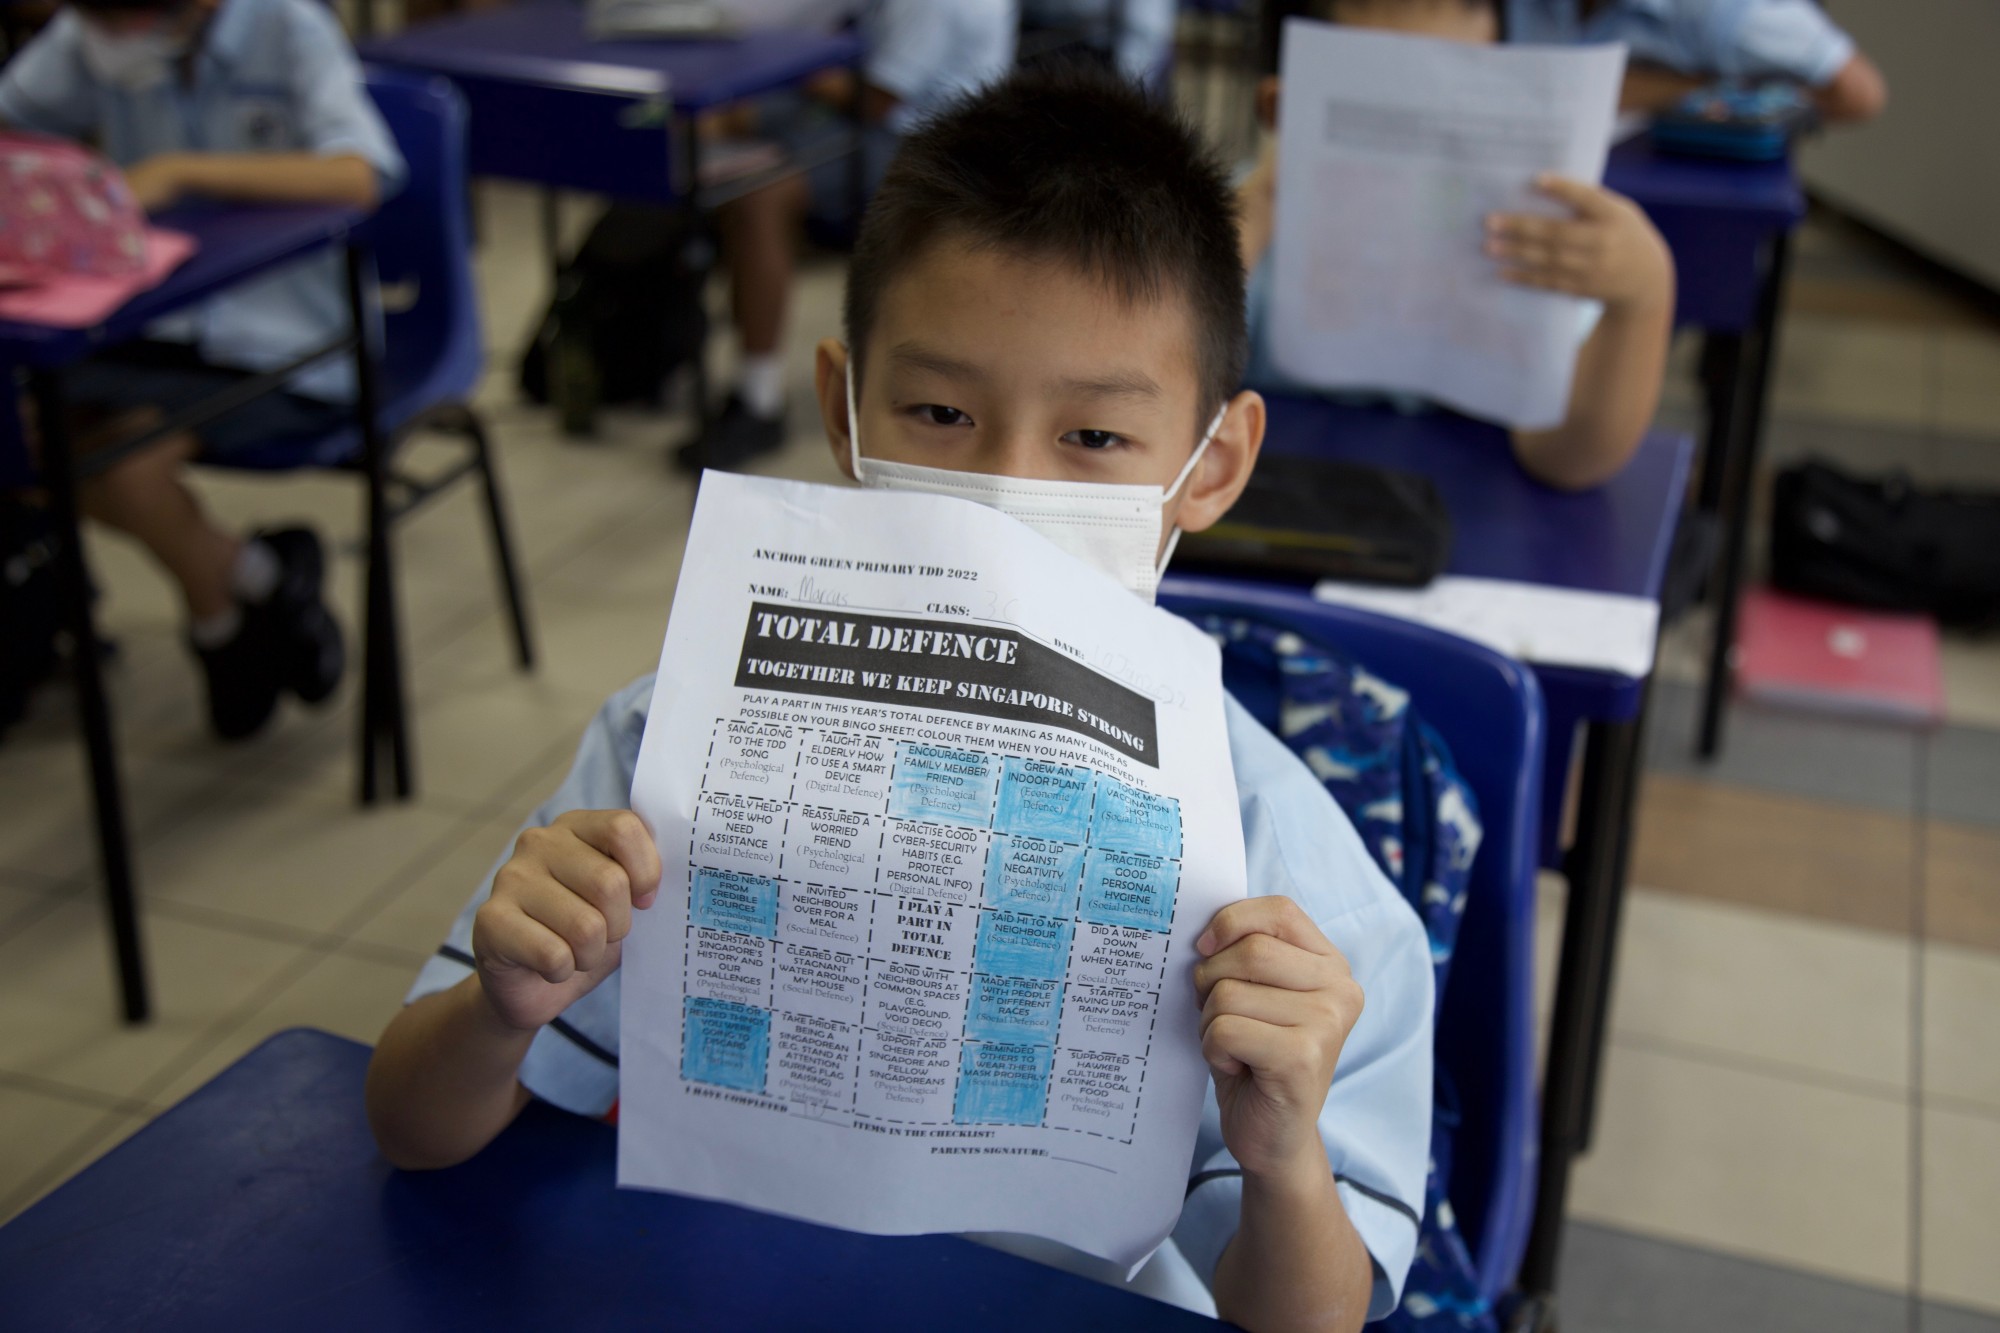 ANCHOR GREEN PRIMARY TDD 2022
NAME: Marcus CLASS: DATE:
TOTAL DEFENCE
TOGETHER WE KEEP SINGAPORE STRONG
PLAY A PART IN THIS YEAR'S TOTAL DEFENCE BY MAKING AS MANY LINKS AS
POSSIBLE ON YOUR BINGO SHEET! COLOUR THEM WHEN YOU HAVE ACHIEVED IT.
SANG ALONG
TO THE TDD
SONG
(Psychological
Defence)
TAUGHT AN
ELDERLY HOW
TO USE A SMART
DEVICE
(Digital Defence)
ENCOURAGED A
FAMILY MEMBER/
FRIEND
(Psychological
Defence)
GREW AN
INDOOR PLANT
(Economic
Defence)
TOOK MY
VACCINATION
SHOT
(Social Defence)
ACTIVELY HELP
THOSE WHO
NEED
ASSISTANCE
(Social Defence)
REASSURED A
WORRIED
FRIEND
( Psychological
Defence)
PRACTISE GOOD
CYBER-SECURITY
HABITS (E.G.
PROTECT
PERSONAL INFO)
(Digital Defence)
STOOD UP
AGAINST
NEGATIVITY
( Psychological
Defence)
PRACTISED
GOOD
PERSONAL
HYGIENE
(Social Defence)
SHARED NEWS
FROM
CREDIBLE
SOURCES
( Psychological
Defence)
INVITED
NEIGHBOURS
OVER FOR A
MEAL
(Social Defence)
I PLAY A
PART IN
TOTAL
DEFENCE
SAID HI TO MY
NEIGHBOUR
(Social Defence)
DID A WIPE-
DOWN
AT HOME/
WHEN EATING
OUT
(Social Defence)
UNDERSTAND
SINGAPORE'S
HISTORY AND
OUR
CHALLENGES
(Psychological
Defence)
CLEARED OUT
STAGNANT
WATER AROUND
MY HOUSE
(Social Defence)
BOND WITH
NEIGHBOURS AT
COMMON SPACES
(E.G.
PLAYGROUND,
VOID DECK)
(Social Defence)
MADE FREINDS
WITH PEOPLE
OF DIFFERENT
RACES
(Social Defence)
STARTED
SAVING UP FOR
RAINY DAYS
(Economic
Defence)
RECYCLED OR
REUSED THINGS
YOU WERE
GOING TO
DISCARD
(Economic
Defence)
TAKE PRIDE IN
BEING A
SINGAPOREAN
(E.G. STAND AT
ATTENTION
DURING FLAG
RAISING)
(Psychological
Defence)
SUPPORT AND
CHEER FOR
SINGAPORE AND
FELLOW
SINGAPOREANS
(Psychological
Defence)
REMINDED
OTHERS TO
WEAR THEIR
MASK PROPERLY
(Social Defence)
SUPPORTED
HAWKER
CULTURE BY
EATING LOCAL
FOOD
(Psychological
Defence)
I HAVE COMPLETED ITEMS IN THE CHECKLIST!
PARENTS SIGNATURE: